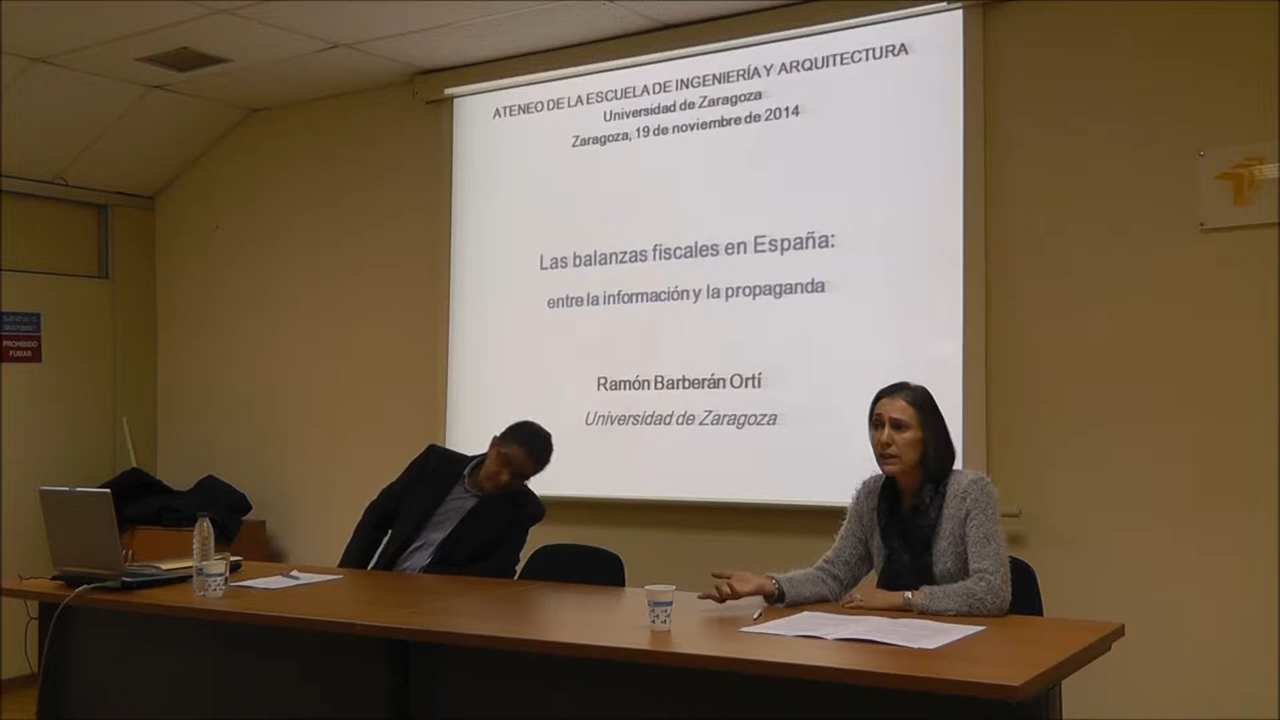 ATENEO DE LA ESCUELA DE INGENIERÍA Y ARQUITECTURA
Universidad de Zaragoza
Zaragoza, 19 de noviembre de 2014
Las balanzas fiscales en España:
entre la información y la propaganda
Ramón Barberán Ortí
Universidad de Zaragoza
PROHIBIDO
FUMAR